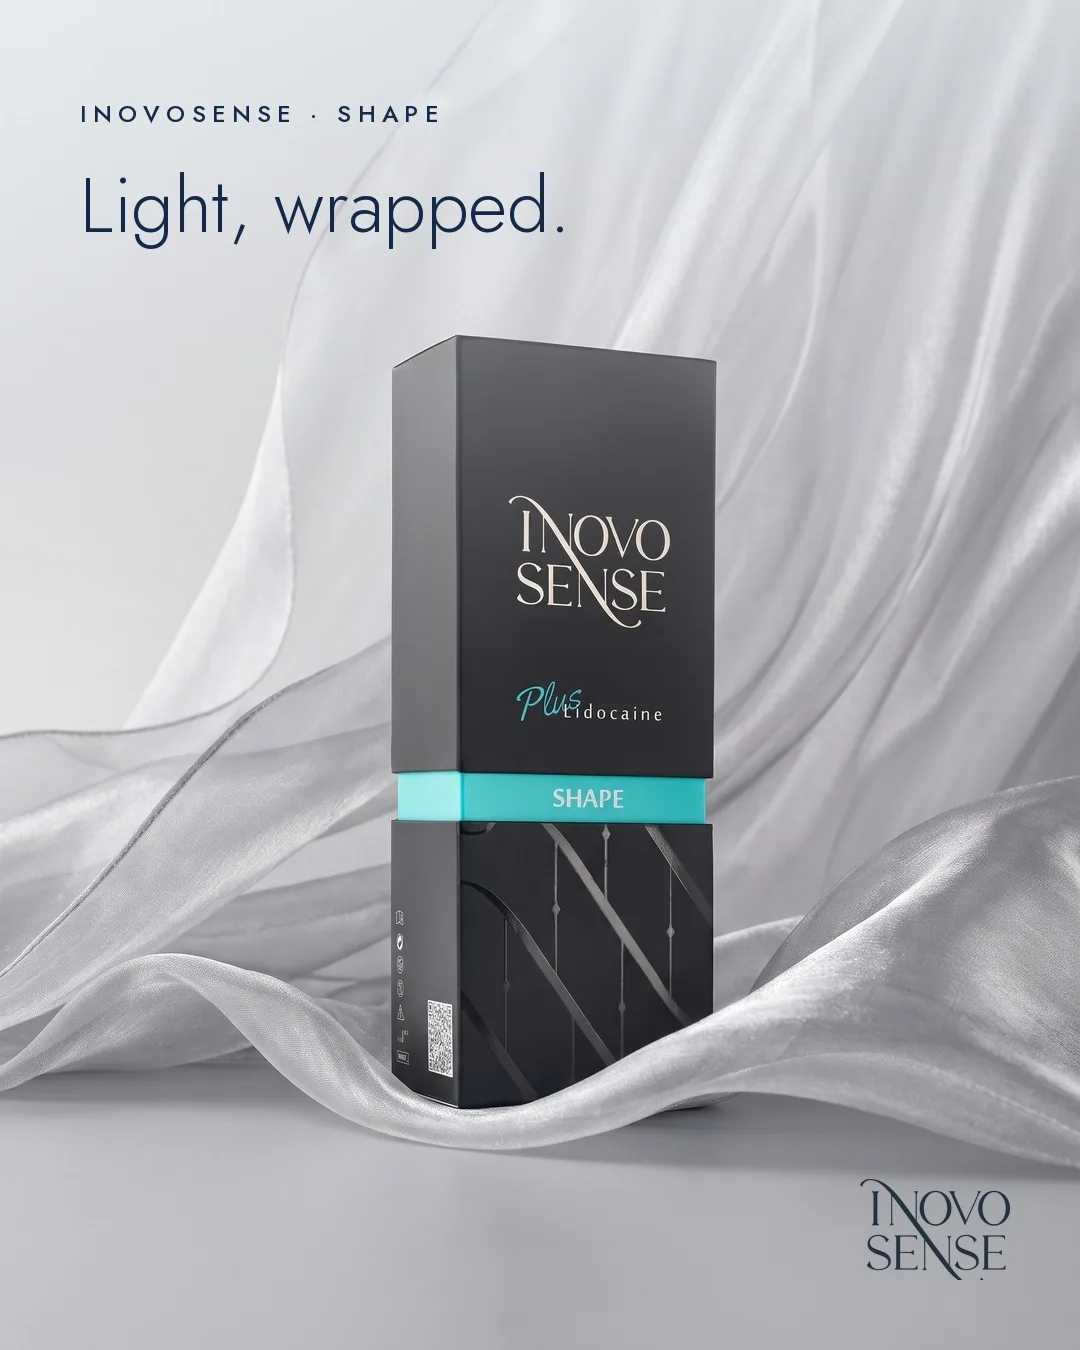 INOVOSENSE · SHAPE
Light, wrapped.
INOVO
SENSE
Plus
Lidocaine
SHAPE
INOVO
SENSE